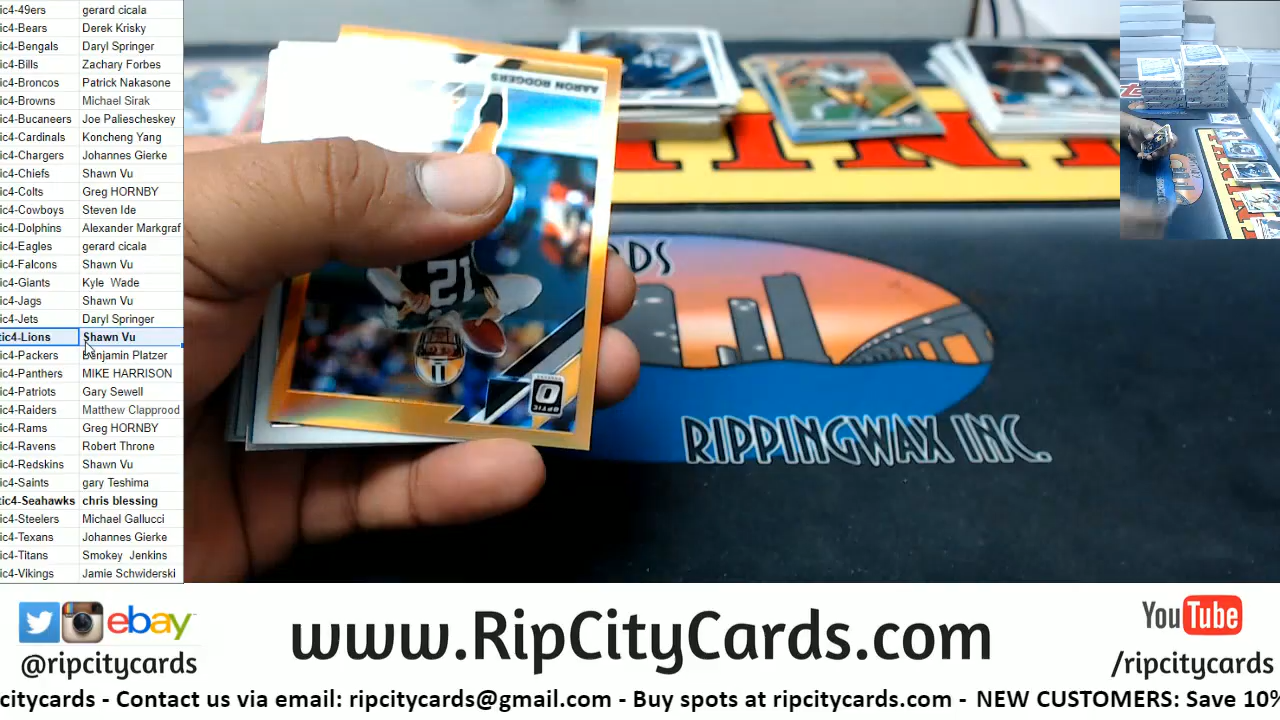 ic4-49ers gerard cicala
ic4-Bears Derek Krisky
ic4-Bengals Daryl Springer
ic4-Bills Zachary Forbes
ic4-Broncos Patrick Nakasone
ic4-Browns Michael Sirak
ic4-Bucaneers Joe Paliescheskey
ic4-Cardinals Koncheng Yang
ic4-Chargers Johannes Gierke
ic4-Chiefs Shawn Vu
ic4-Colts Greg HORNBY
ic4-Cowboys Steven Ide
ic4-Dolphins Alexander Markgraf
ic4-Eagles gerard cicala
ic4-Falcons Shawn Vu
ic4-Giants Kyle Wade
ic4-Jags Shawn Vu
ic4-Jets Daryl Springer
tic4-Lions Shawn Vu
ic4-Packers Benjamin Platzer
ic4-Panthers MIKE HARRISON
ic4-Patriots Gary Sewell
ic4-Raiders Matthew Clapprood
ic4-Rams Greg HORNBY
ic4-Ravens Robert Throne
ic4-Redskins Shawn Vu
ic4-Saints gary Teshima
tic4-Seahawks chris blessing
ic4-Steelers Michael Gallucci
ic4-Texans Johannes Gierke
ic4-Titans Smokey Jenkins
ic4-Vikings Jamie Schwiderski
AARON RODGERS
12
OPTIC
RDS
RIPPINGWAX INC.
ebay
@ripcitycards
www.RipCityCards.com
YouTube
/ripcitycards
citycards - Contact us via email: ripcitycards@gmail.com - Buy spots at ripcitycards.com - NEW CUSTOMERS: Save 10%